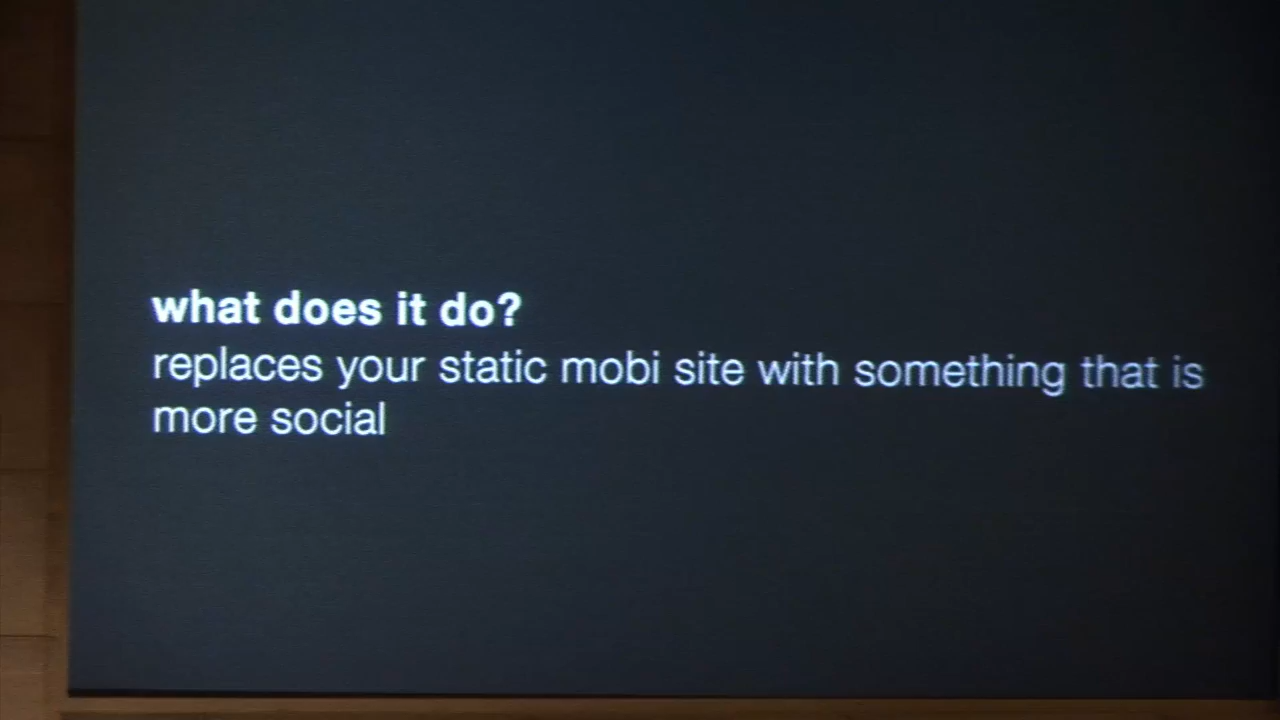 what does it do?
replaces your static mobi site with something that is
more social